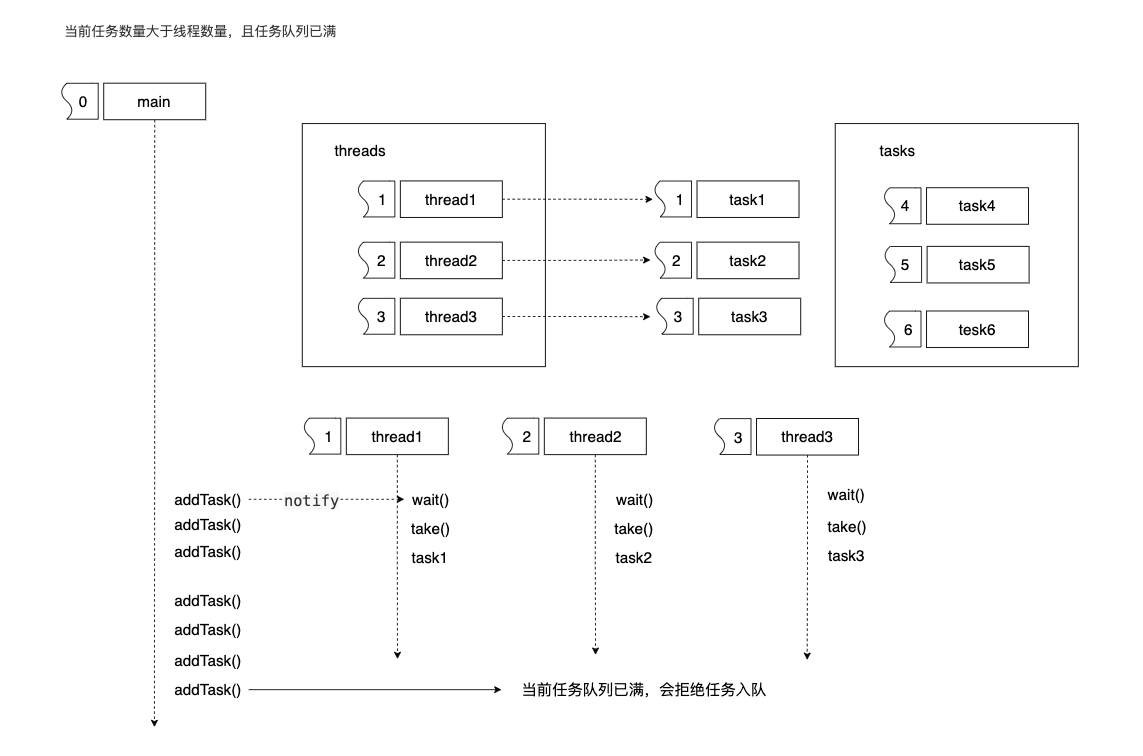 当前任务数量大于线程数量，且任务队列已满
0 main
threads
tasks
1 thread1
1 task1
4 task4
2 thread2
2 task2
5 task5
3 thread3
3 task3
6 tesk6
1 thread1
2 thread2
3 thread3
addTask() notify wait()
wait()
wait()
addTask()
take()
take()
take()
addTask()
task1
task2
task3
addTask()
addTask()
addTask()
addTask()
当前任务队列已满，会拒绝任务入队